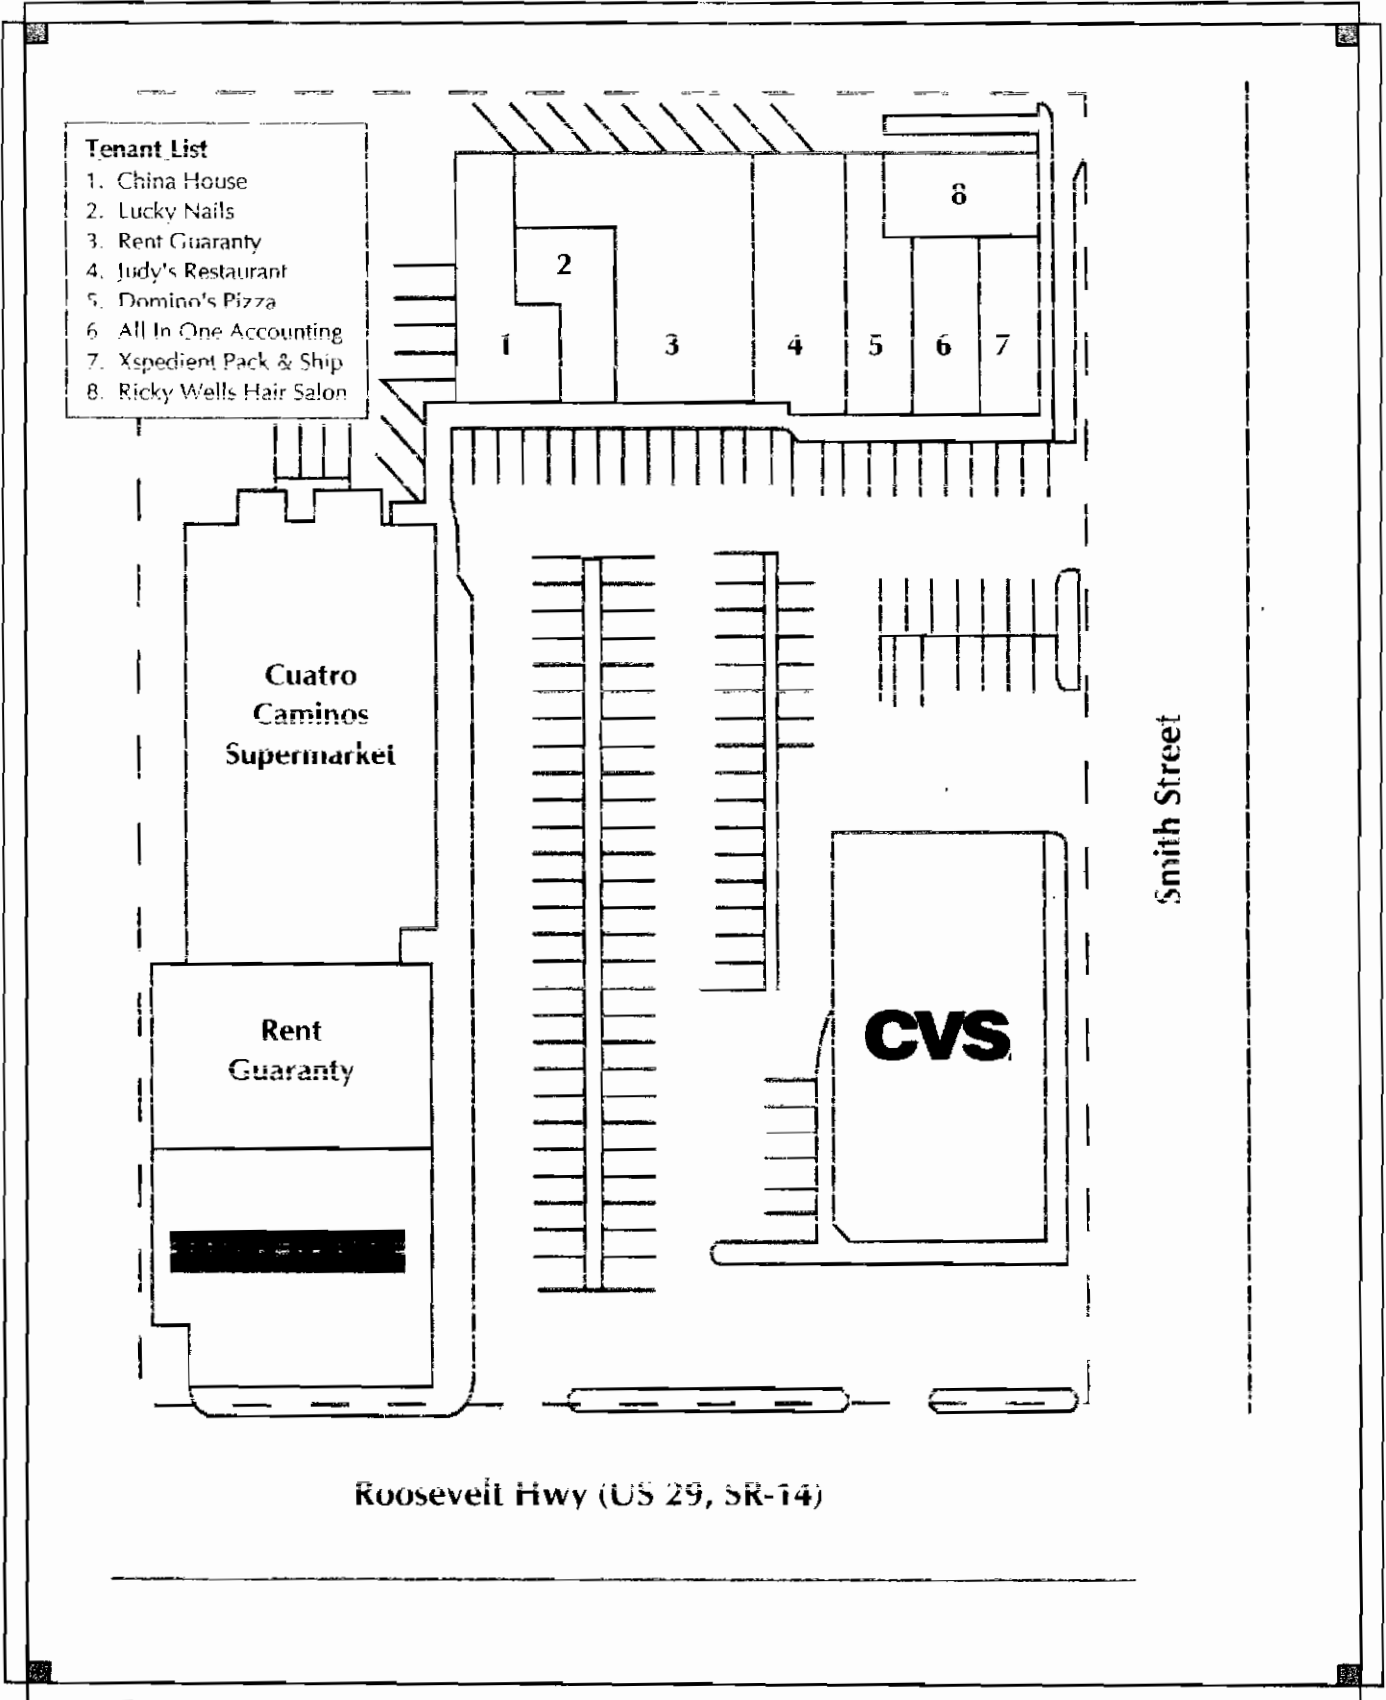 Tenant List
1. China House
2. Lucky Nails
3. Rent Guaranty
4. Judy's Restaurant
5. Domino's Pizza
6 All In One Accounting
7. Xspedient Pack & Ship
8. Ricky Wells Hair Salon
8
2
1
3
4
5
6
7
Cuatro
Caminos
Supermarket
Smith Street
Rent
Guaranty
CVS
Roosevelt Hwy (US 29, SR-14)